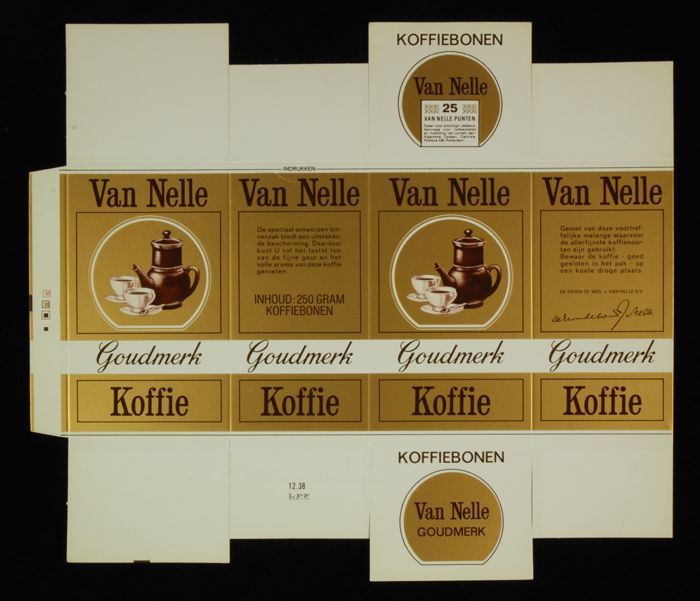 KOFFIEBONEN
Van Nelle
25
VAN NELLE PUNTEN
INDRUKKEN
Van Nelle
Goudmerk
Koffie
Van Nelle
De speciaal ontworpen bin-
nenzak biedt een uitsteken-
de bescherming. Daardoor
kunt U tot het laatst toe
van de fijne geur en het
volle aroma van deze koffie
genieten.
INHOUD: 250 GRAM
KOFFIEBONEN
Goudmerk
Koffie
Van Nelle
Goudmerk
Koffie
Van Nelle
Geniet van deze voortref-
felijke melange waarvoor
de allerfijnste koffiesoor-
ten zijn gebruikt.
Bewaar de koffie - goed
gesloten in het pak - op
een koele droge plaats.
DE ERVEN DE WED. J. VAN NELLE N.V.
Goudmerk
Koffie
12.38
KOFFIEBONEN
Van Nelle
GOUDMERK